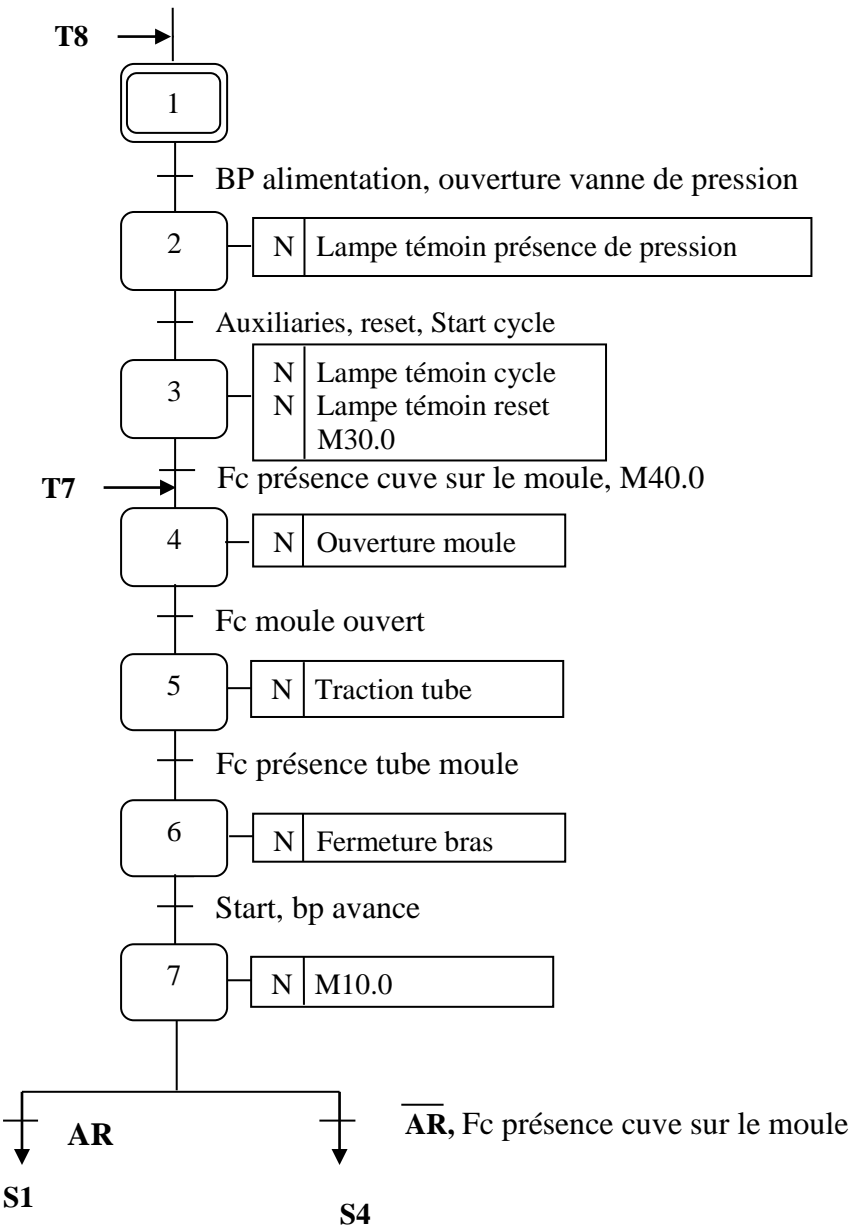 T8
1
BP alimentation, ouverture vanne de pression
2
N Lampe témoin présence de pression
Auxiliaries, reset, Start cycle
3
N Lampe témoin cycle
N Lampe témoin reset
M30.0
T7
Fc présence cuve sur le moule, M40.0
4
N Ouverture moule
Fc moule ouvert
5
N Traction tube
Fc présence tube moule
6
N Fermeture bras
Start, bp avance
7
N M10.0
AR
A̅R̅, Fc présence cuve sur le moule
S1
S4